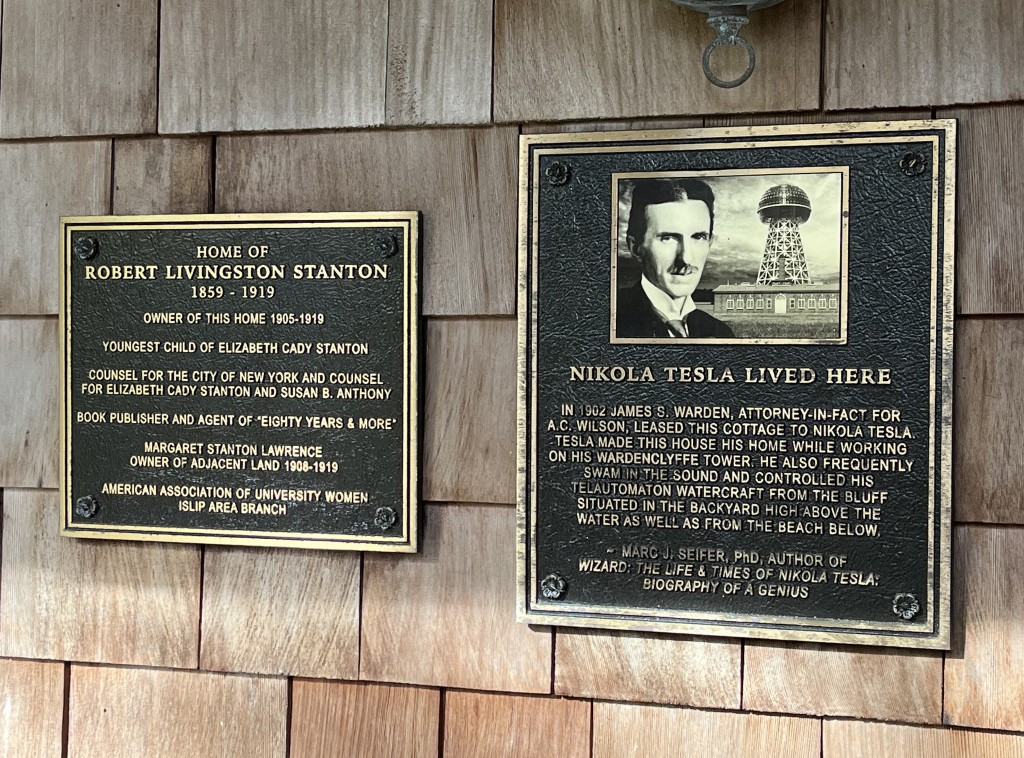 HOME OF
ROBERT LIVINGSTON STANTON
1859 - 1919
OWNER OF THIS HOME 1905-1919
YOUNGEST CHILD OF ELIZABETH CADY STANTON
COUNSEL FOR THE CITY OF NEW YORK AND COUNSEL
FOR ELIZABETH CADY STANTON AND SUSAN B. ANTHONY
BOOK PUBLISHER AND AGENT OF "EIGHTY YEARS & MORE"
MARGARET STANTON LAWRENCE
OWNER OF ADJACENT LAND 1908-1919
AMERICAN ASSOCIATION OF UNIVERSITY WOMEN
ISLIP AREA BRANCH
NIKOLA TESLA LIVED HERE
IN 1902 JAMES S. WARDEN, ATTORNEY-IN-FACT FOR
A.C. WILSON, LEASED THIS COTTAGE TO NIKOLA TESLA.
TESLA MADE THIS HOUSE HIS HOME WHILE WORKING
ON HIS WARDENCLYFFE TOWER. HE ALSO FREQUENTLY
SWAM IN THE SOUND AND CONTROLLED HIS
TELAUTOMATON WATERCRAFT FROM THE BLUFF
SITUATED IN THE BACKYARD HIGH ABOVE THE
WATER AS WELL AS FROM THE BEACH BELOW.
~ MARC J. SEIFER, PhD, AUTHOR OF
WIZARD: THE LIFE & TIMES OF NIKOLA TESLA:
BIOGRAPHY OF A GENIUS